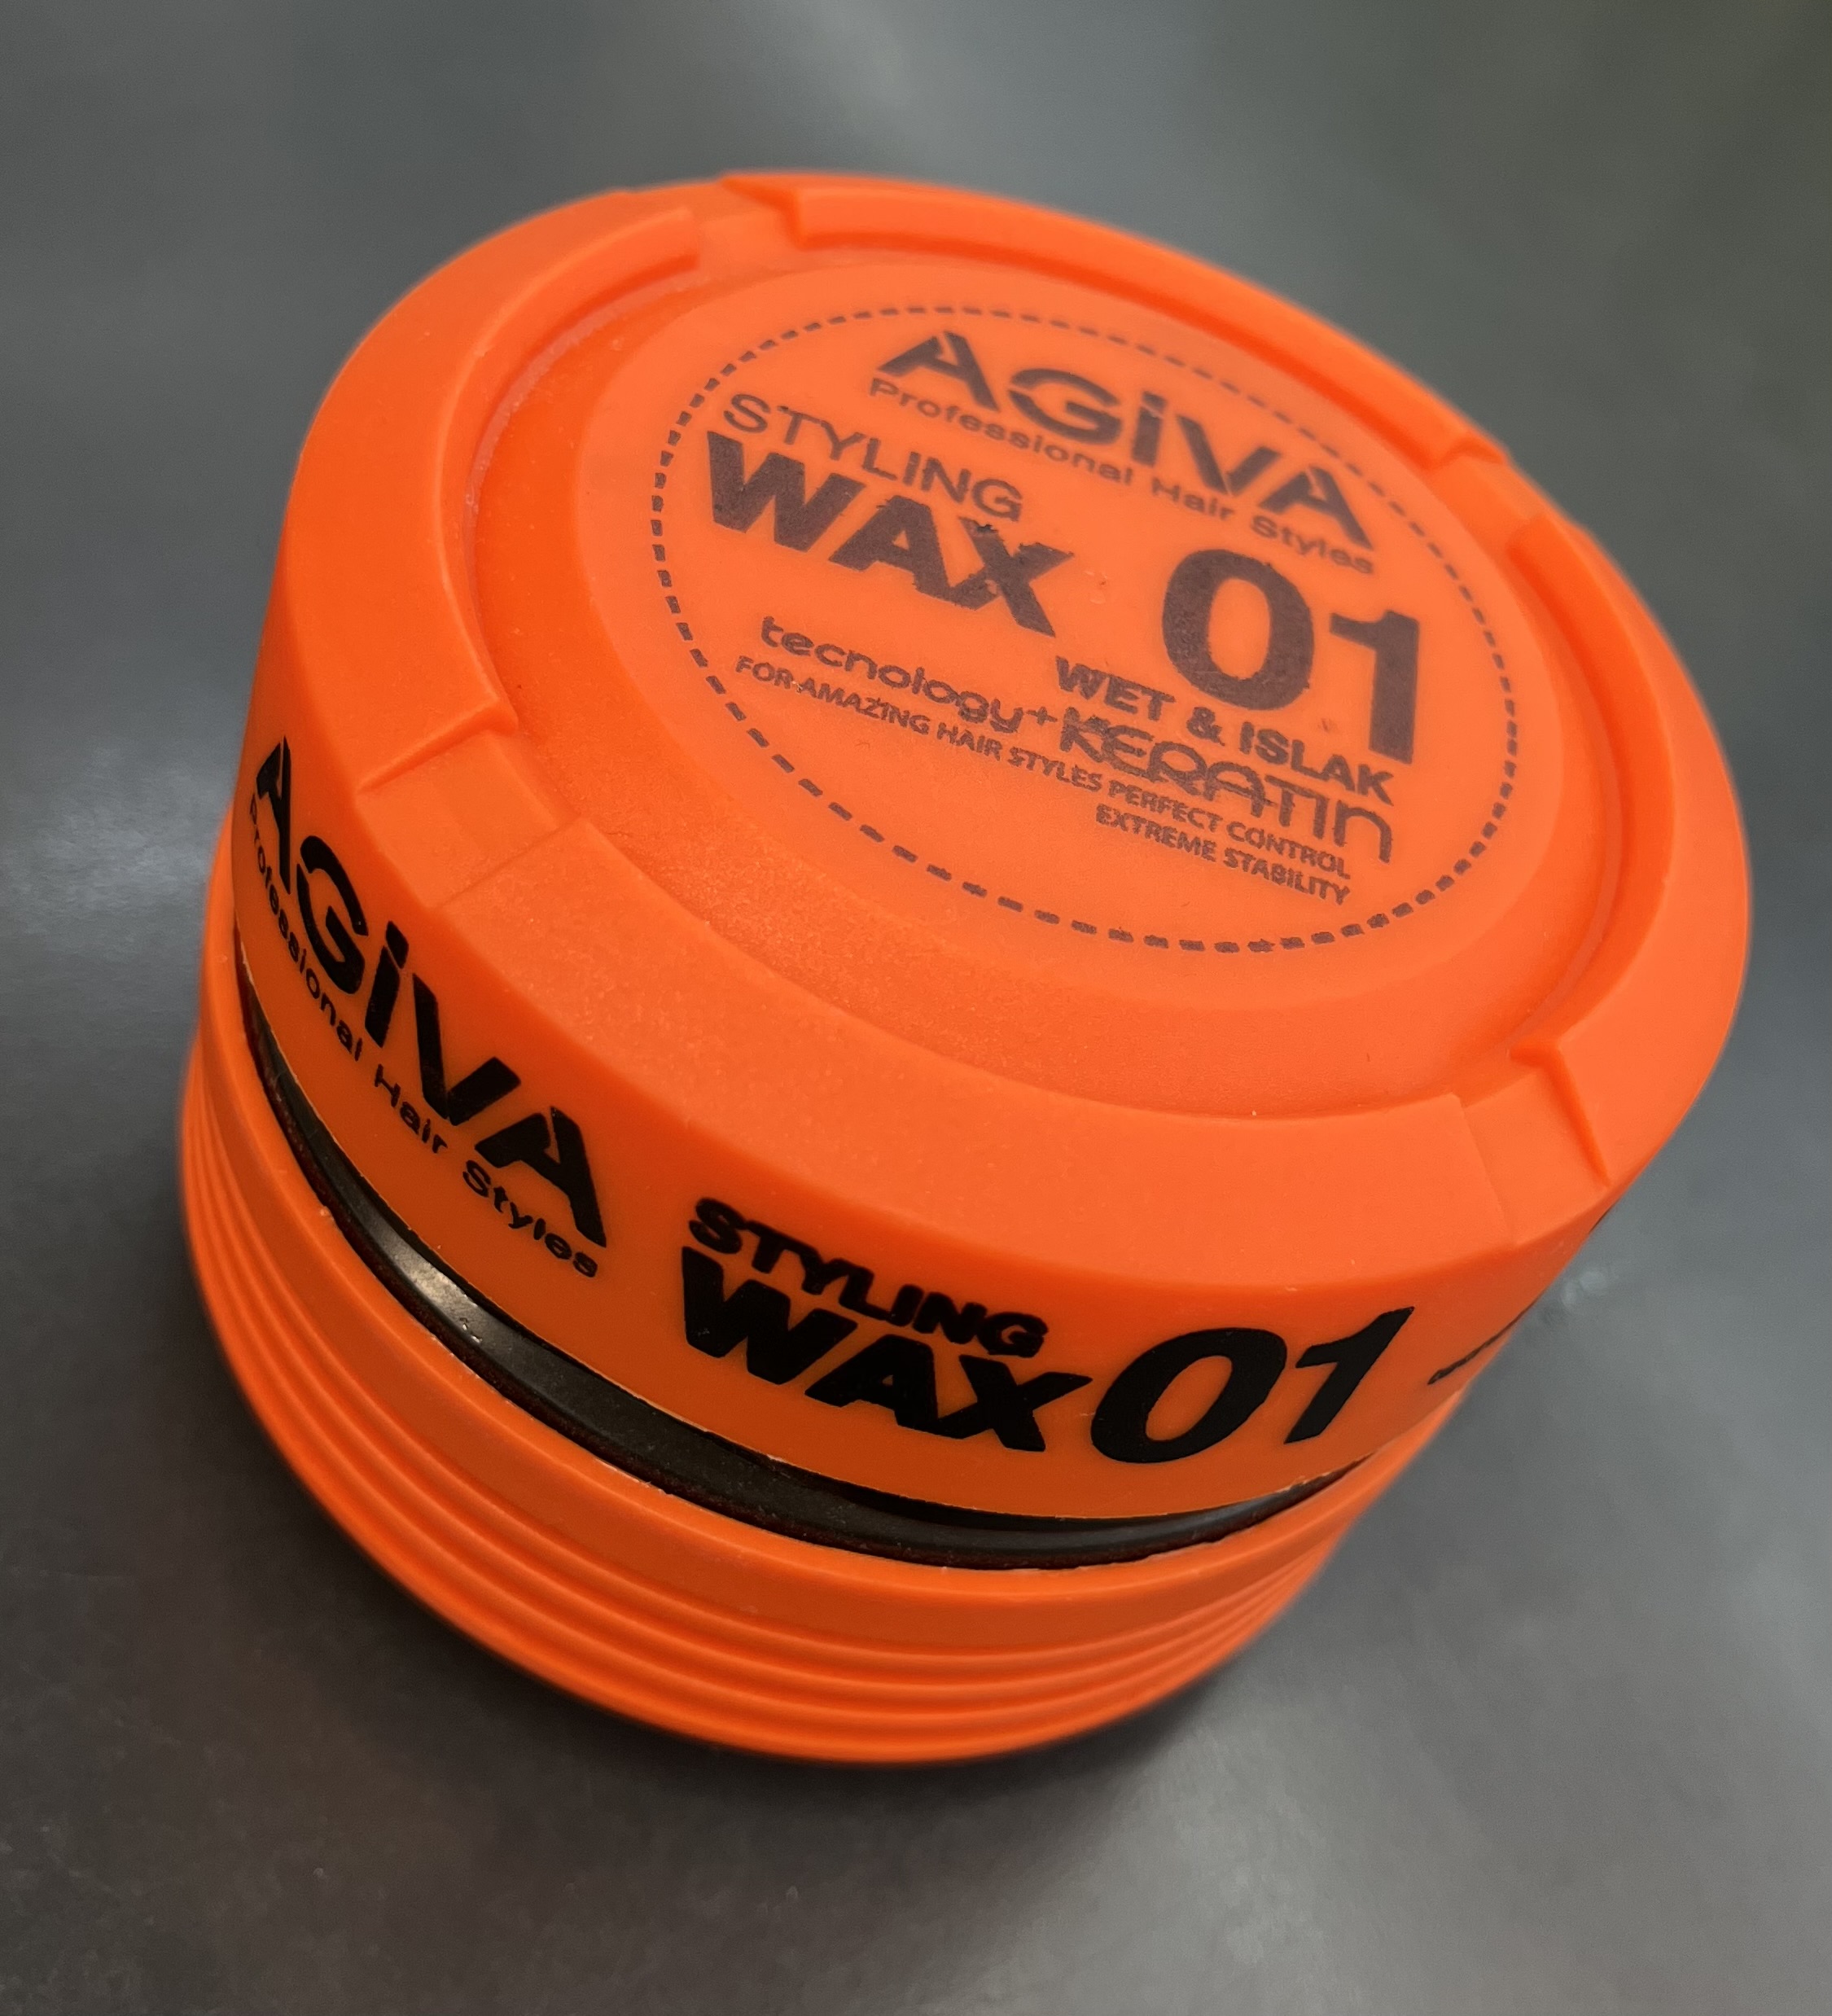 AGiVA
Professional Hair Styles
STYLING
WAX 01
WET & ISLAK
tecnology+KERATIN
FOR AMAZING HAIR STYLES PERFECT CONTROL
EXTREME STABILITY
AGiVA
Professional Hair Styles
STYLING
WAX 01